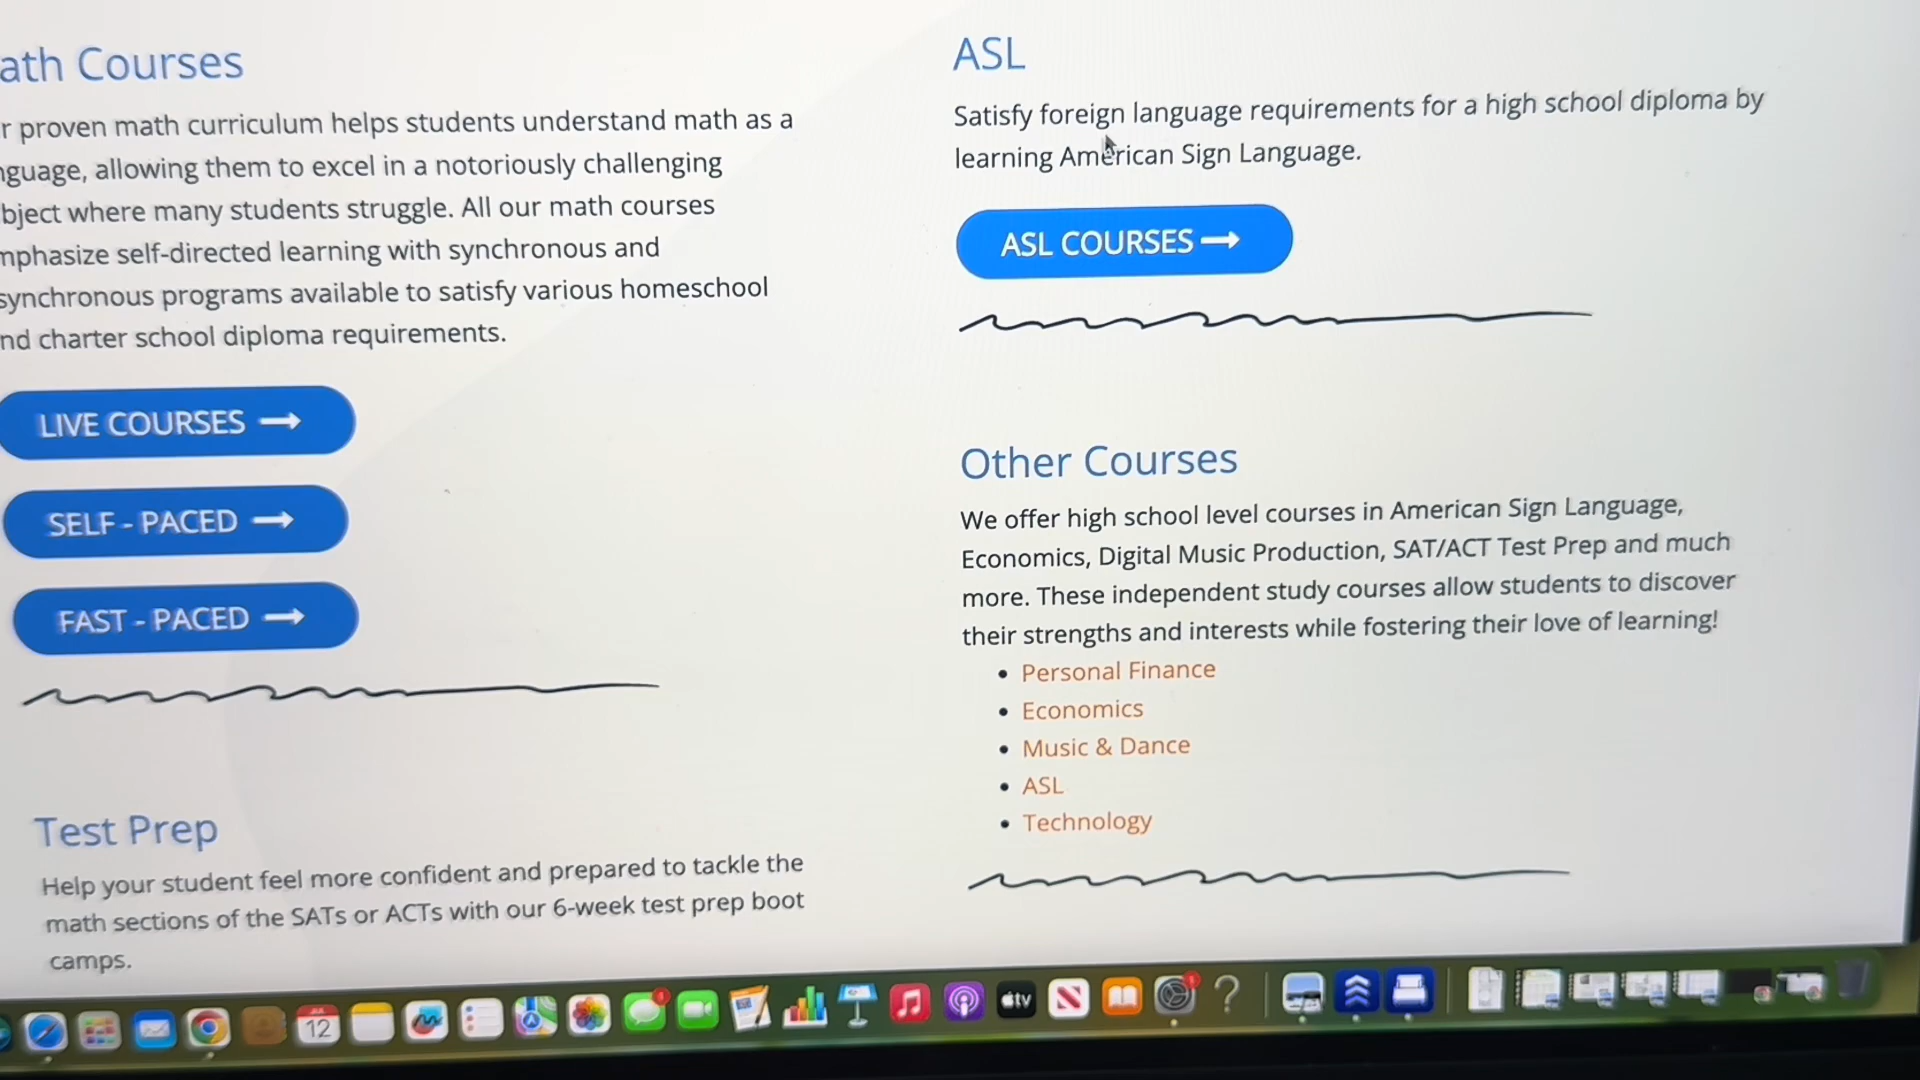 ath Courses
r proven math curriculum helps students understand math as a
nguage, allowing them to excel in a notoriously challenging
bject where many students struggle. All our math courses
mphasize self-directed learning with synchronous and
synchronous programs available to satisfy various homeschool
nd charter school diploma requirements.
LIVE COURSES
SELF - PACED
FAST - PACED
Test Prep
Help your student feel more confident and prepared to tackle the
math sections of the SATs or ACTs with our 6-week test prep boot
camps.
ASL
Satisfy foreign language requirements for a high school diploma by
learning American Sign Language.
ASL COURSES
Other Courses
We offer high school level courses in American Sign Language,
Economics, Digital Music Production, SAT/ACT Test Prep and much
more. These independent study courses allow students to discover
their strengths and interests while fostering their love of learning!
Personal Finance
Economics
Music & Dance
ASL
Technology
12
tv